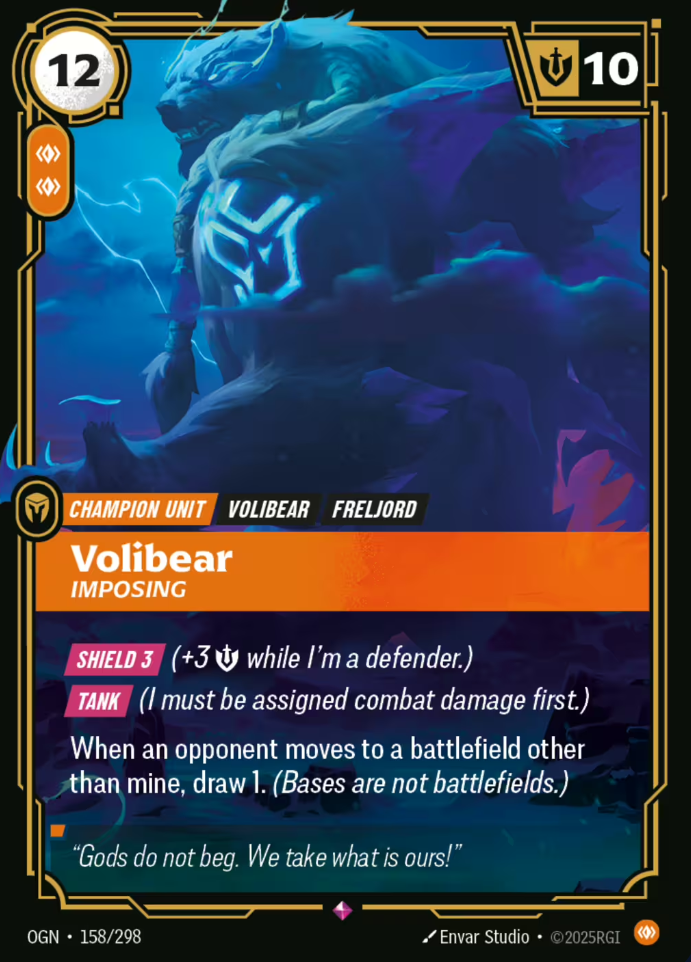 12
10
CHAMPION UNIT VOLIBEAR FRELJORD
Volibear
IMPOSING
SHIELD 3 (+3 while I'm a defender.)
TANK (I must be assigned combat damage first.)
When an opponent moves to a battlefield other
than mine, draw 1. (Bases are not battlefields.)
"Gods do not beg. We take what is ours!"
OGN • 158/298 Envar Studio • ©2025RGI